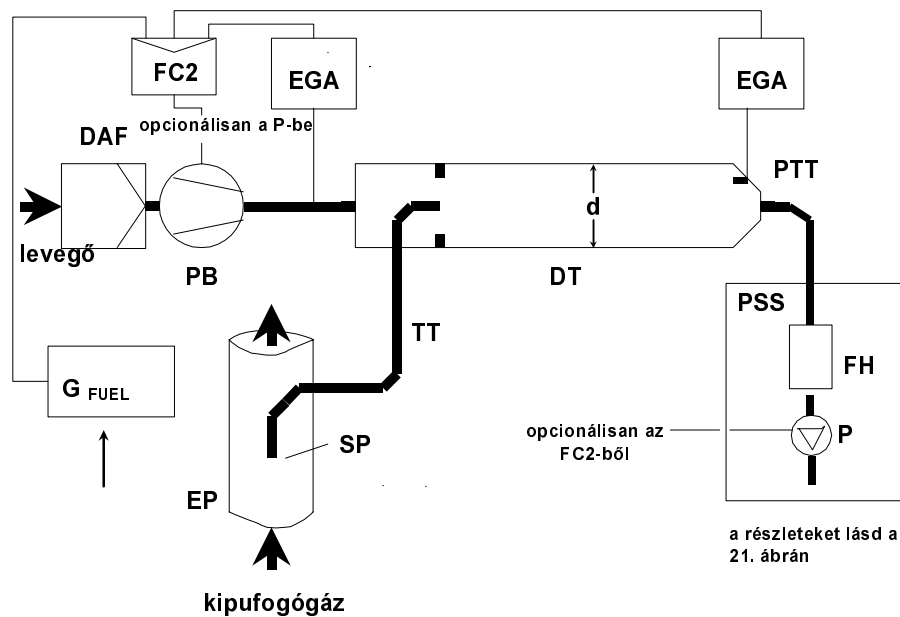 FC2
EGA
EGA
opcionálisan a P-be
DAF
PTT
levegő
d
PB
DT
PSS
TT
G FUEL
FH
SP
opcionálisan az
FC2-ből
P
EP
a részleteket lásd a
21. ábrán
kipufogógáz